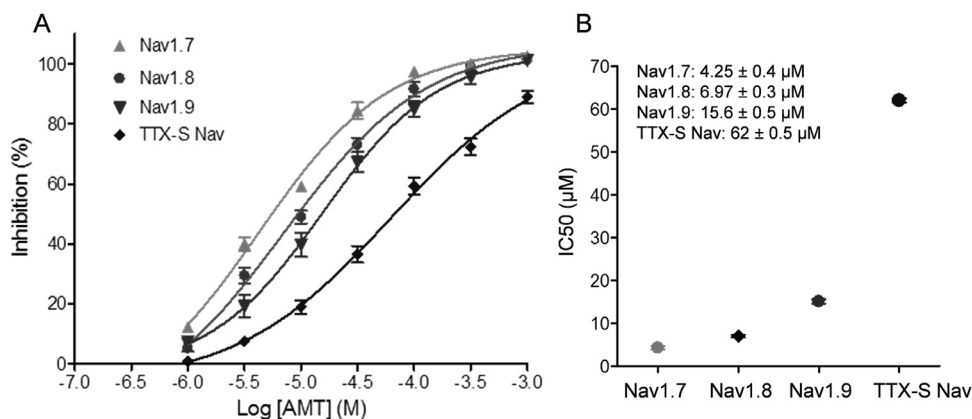 A
Nav1.7
Nav1.8
Nav1.9
TTX-S Nav
Inhibition (%)
100
80
60
40
20
0
-7.0 -6.5 -6.0 -5.5 -5.0 -4.5 -4.0 -3.5 -3.0
Log [AMT] (M)
B
Nav1.7: 4.25 ± 0.4 μM
Nav1.8: 6.97 ± 0.3 μM
Nav1.9: 15.6 ± 0.5 μM
TTX-S Nav: 62 ± 0.5 μM
IC50 (μM)
70
60
50
40
30
20
10
0
Nav1.7 Nav1.8 Nav1.9 TTX-S Nav